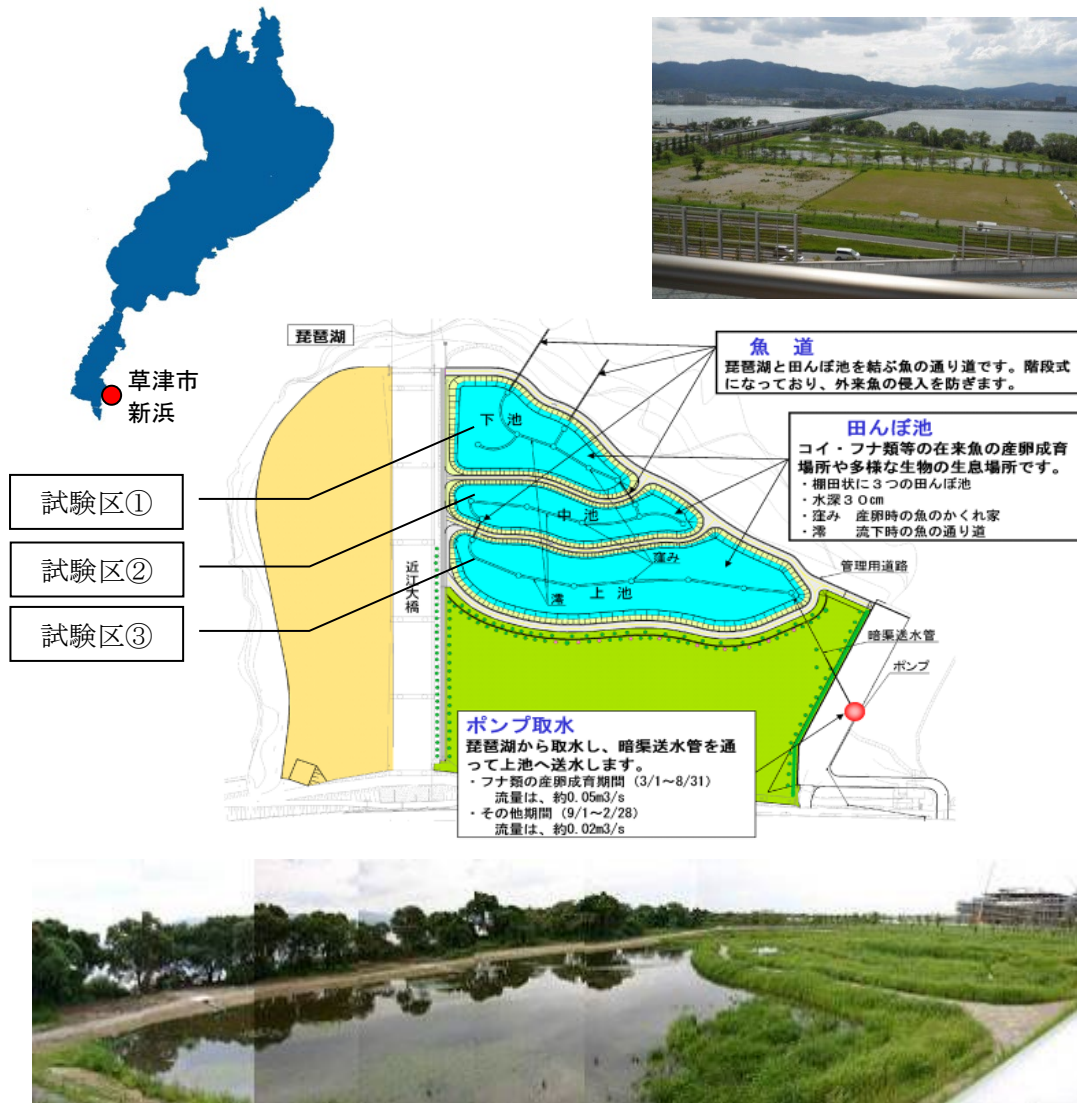 草津市
新浜
琵琶湖
魚 道
琵琶湖と田んぼ池を結ぶ魚の通り道です。階段式
になっており、外来魚の侵入を防ぎます。
下 池
田んぼ池
コイ・フナ類等の在来魚の産卵成育
場所や多様な生物の生息場所です。
・棚田状に3つの田んぼ池
・水深30cm
・窪み 産卵時の魚のかくれ家
・澪 流下時の魚の通り道
試験区①
試験区②
試験区③
中 池
窪み
澪
上 池
近江大橋
管理用道路
暗渠送水管
ポンプ
ポンプ取水
琵琶湖から取水し、暗渠送水管を通
って上池へ送水します。
・フナ類の産卵成育期間(3/1～8/31)
流量は、約0.05m3/s
・その他期間(9/1～2/28)
流量は、約0.02m3/s